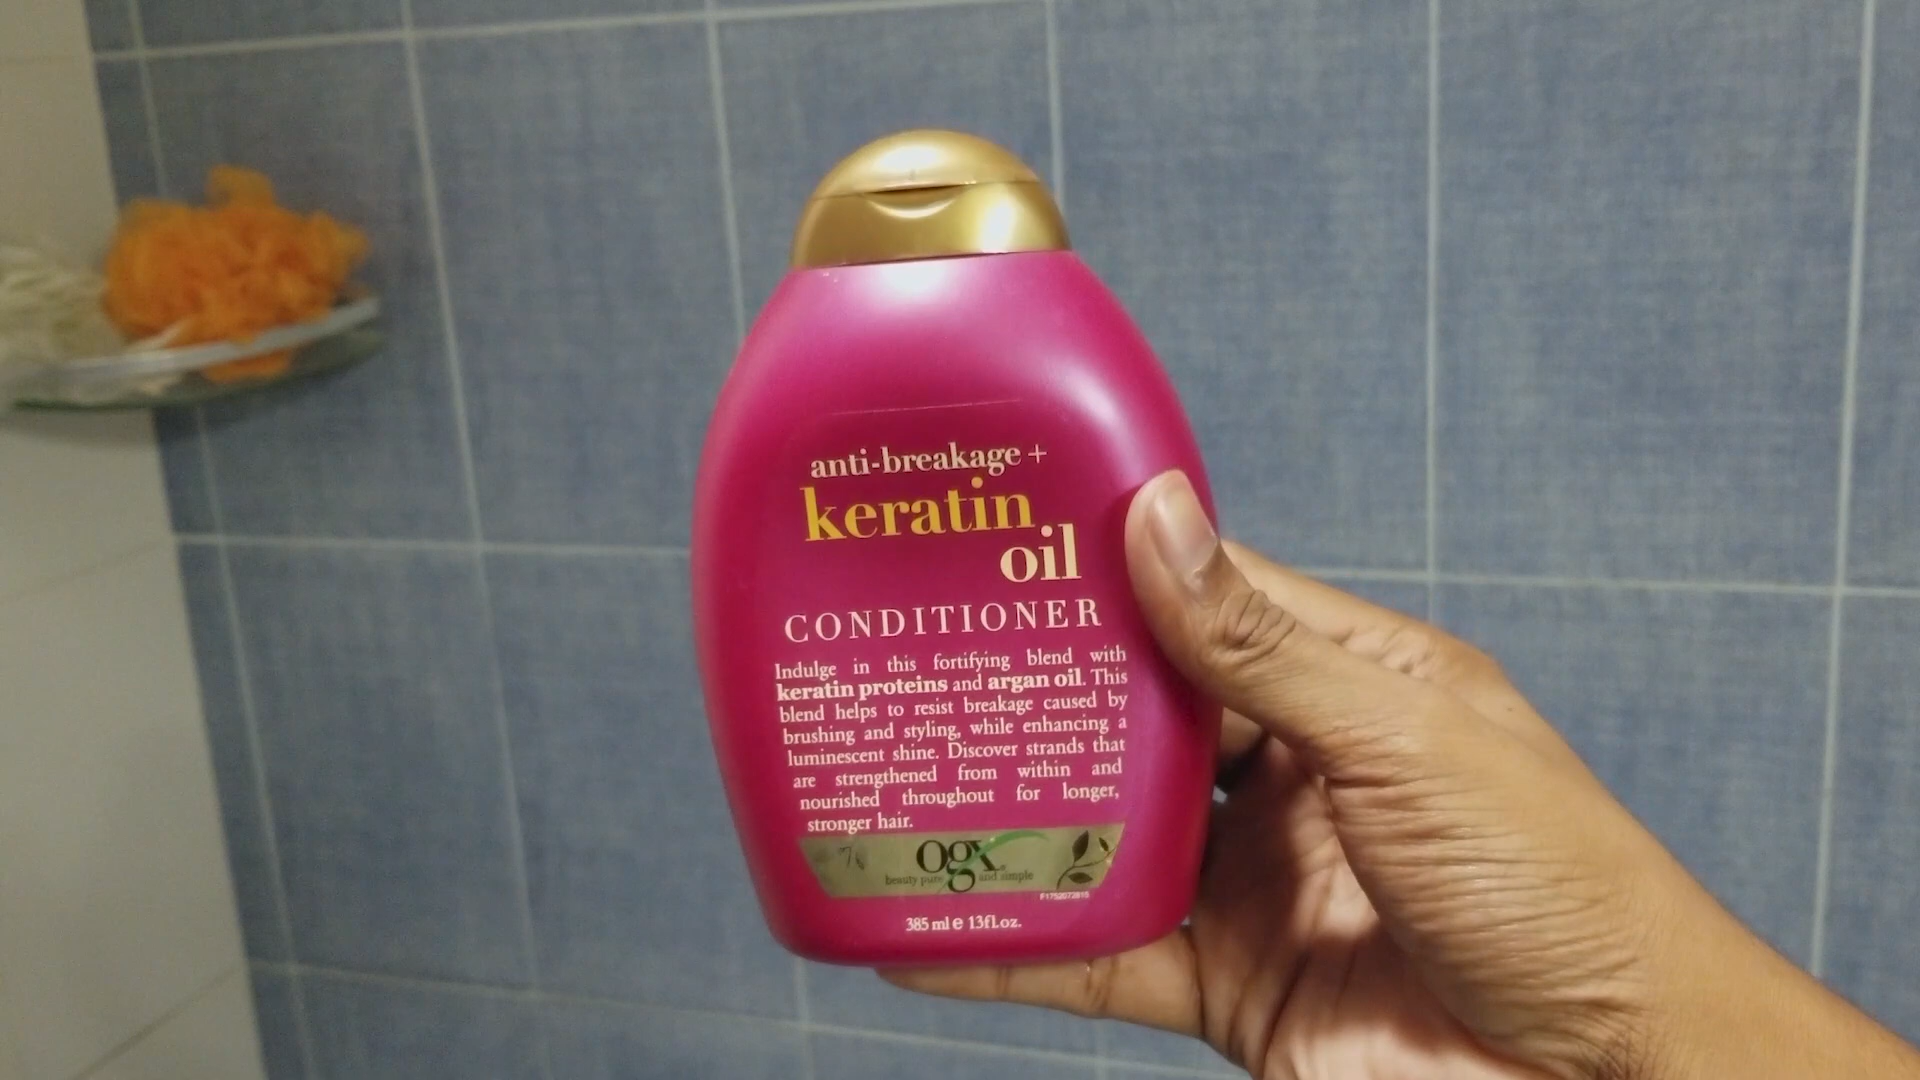 anti-breakage +
keratin
oil
CONDITIONER
Indulge in this fortifying blend with
keratin proteins and argan oil. This
blend helps to resist breakage caused by
brushing and styling, while enhancing a
luminescent shine. Discover strands that
are strengthened from within and
nourished throughout for longer,
stronger hair.
ogx®
beauty pure and simple
F1752072815
385 ml e 13fl.oz.